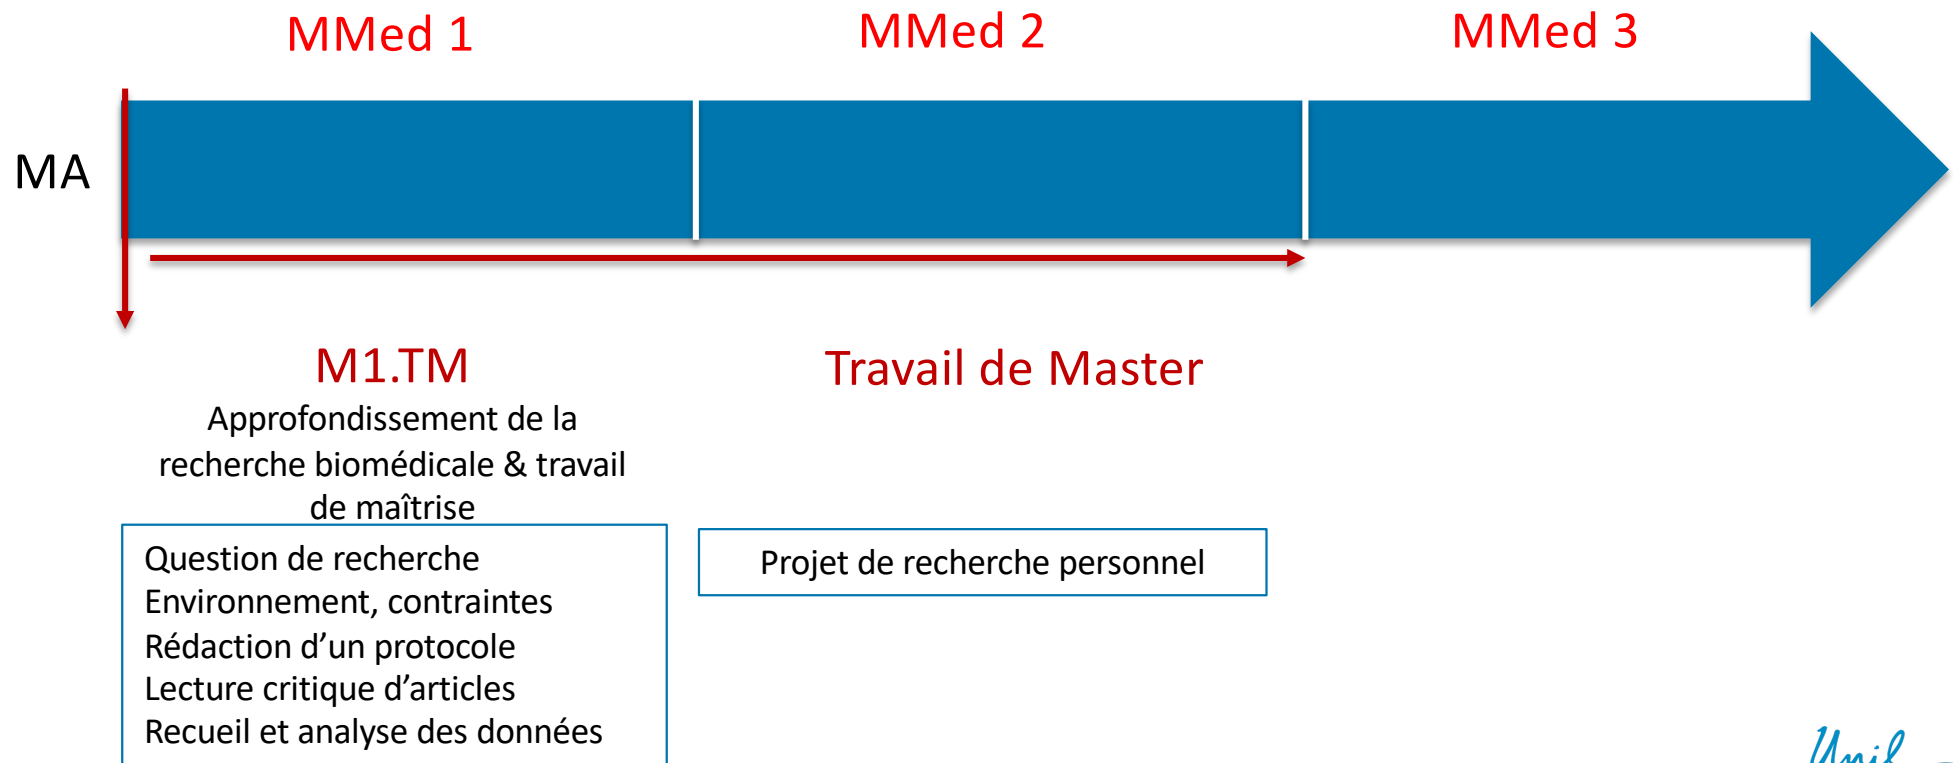 MMed 1
MMed 2
MMed 3
MA
M1.TM
Approfondissement de la
recherche biomédicale & travail
de maîtrise
Question de recherche
Environnement, contraintes
Rédaction d’un protocole
Lecture critique d’articles
Recueil et analyse des données
Travail de Master
Projet de recherche personnel
Unil